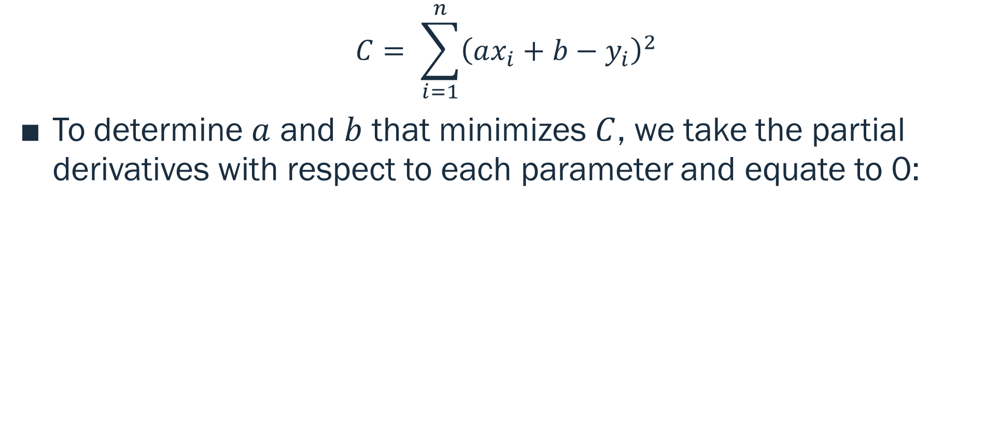 n
C = ∑(ax_i + b − y_i)²
i=1
■ To determine a and b that minimizes C, we take the partial
derivatives with respect to each parameter and equate to 0: